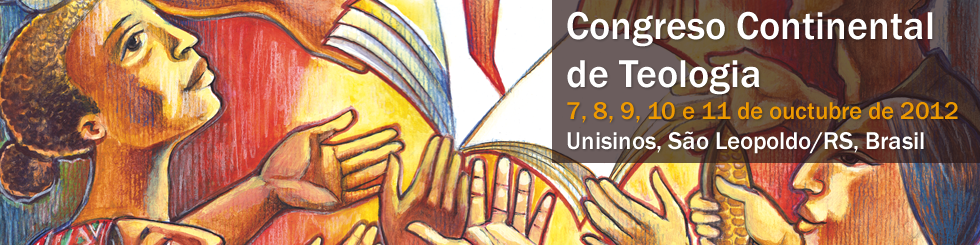 Congreso Continental
de Teologia
7, 8, 9, 10 e 11 de ouctubre de 2012
Unisinos, São Leopoldo/RS, Brasil